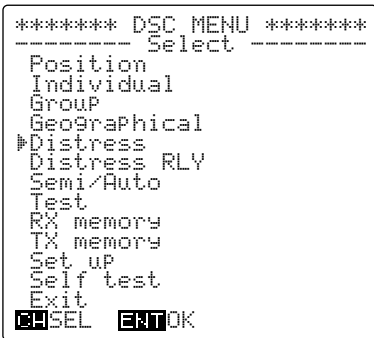 ******* DSC MENU *******
-------- Select --------
Position
Individual
Group
Geographical
Distress
Distress RLY
Semi/Auto
Test
RX memory
TX memory
Set up
Self test
Exit
CH SEL ENT OK